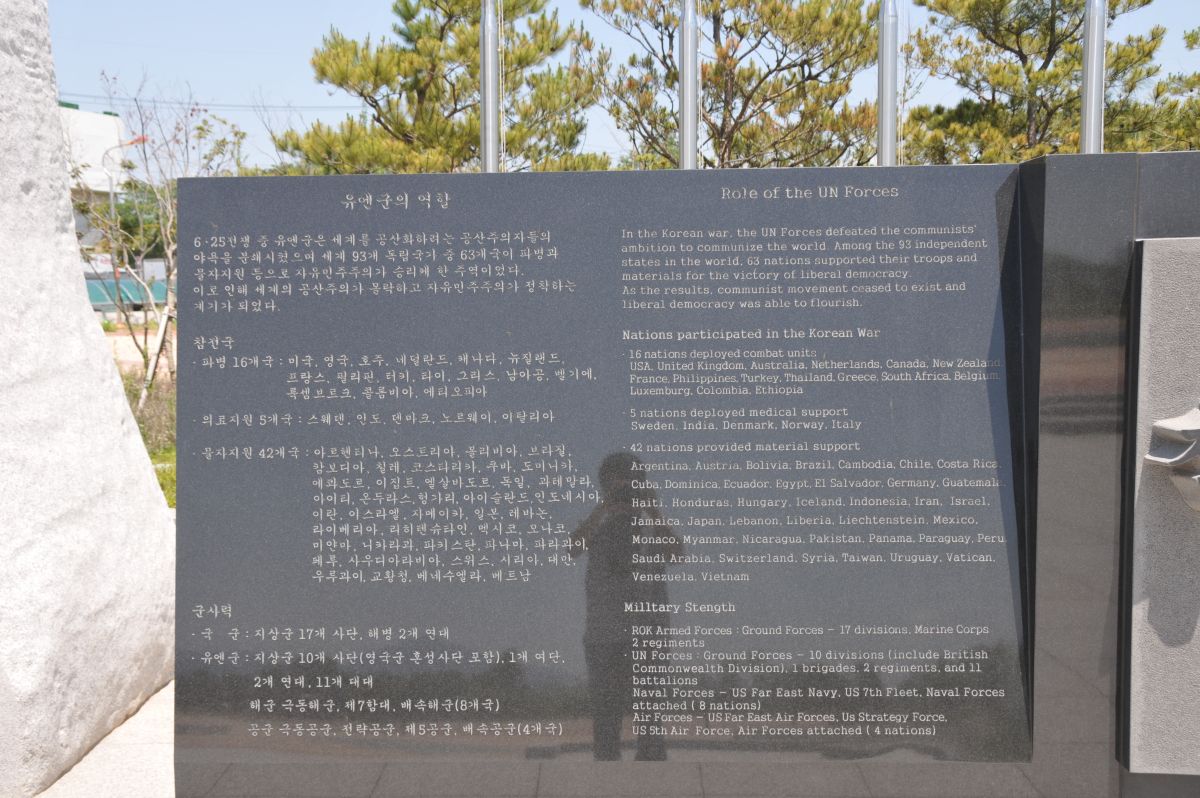 유엔군의 역할
6·25전쟁 중 유엔군은 세계를 공산화하려는 공산주의자들의
야욕을 분쇄시켰으며 세계 93개 독립국가 중 63개국이 파병과
물자지원 등으로 자유민주주의가 승리케 한 주역이었다.
이로 인해 세계의 공산주의가 몰락하고 자유민주주의가 정착하는
계기가 되었다.
참전국
· 파병 16개국 : 미국, 영국, 호주, 네덜란드, 캐나다, 뉴질랜드,
프랑스, 필리핀, 터키, 타이, 그리스, 남아공, 벨기에,
룩셈브르크, 콜롬비아, 에티오피아
· 의료지원 5개국 : 스웨덴, 인도, 덴마크, 노르웨이, 이탈리아
· 물자지원 42개국 : 아르헨티나, 오스트리아, 볼리비아, 브라질,
캄보디아, 칠레, 코스타리카, 쿠바, 도미니카,
에콰도르, 이집트, 엘살바도르, 독일, 과테말라,
아이티, 온두라스, 헝가리, 아이슬란드, 인도네시아,
이란, 이스라엘, 자메이카, 일본, 레바논,
라이베리아, 리히텐슈타인, 멕시코, 모나코,
미얀마, 니카라과, 파키스탄, 파나마, 파라과이,
페루, 사우디아라비아, 스위스, 시리아, 대만,
우루과이, 교황청, 베네수엘라, 베트남
군사력
· 국 군 : 지상군 17개 사단, 해병 2개 연대
· 유엔군 : 지상군 10개 사단(영국군 혼성사단 포함), 1개 여단,
2개 연대, 11개 대대
해군 극동해군, 제7함대, 배속해군(8개국)
공군 극동공군, 전략공군, 제5공군, 배속공군(4개국)
Role of the UN Forces
In the Korean war, the UN Forces defeated the communists'
ambition to communize the world. Among the 93 independent
states in the world, 63 nations supported their troops and
materials for the victory of liberal democracy.
As the results, communist movement ceased to exist and
liberal democracy was able to flourish.
Nations participated in the Korean War
· 16 nations deployed combat units
USA, United Kingdom, Australia, Netherlands, Canada, New Zealand,
France, Philippines, Turkey, Thailand, Greece, South Africa, Belgium,
Luxemburg, Colombia, Ethiopia
· 5 nations deployed medical support
Sweden, India, Denmark, Norway, Italy
· 42 nations provided material support
Argentina, Austria, Bolivia, Brazil, Cambodia, Chile, Costa Rica,
Cuba, Dominica, Ecuador, Egypt, El Salvador, Germany, Guatemala,
Haiti, Honduras, Hungary, Iceland, Indonesia, Iran, Israel,
Jamaica, Japan, Lebanon, Liberia, Liechtenstein, Mexico,
Monaco, Myanmar, Nicaragua, Pakistan, Panama, Paraguay, Peru,
Saudi Arabia, Switzerland, Syria, Taiwan, Uruguay, Vatican,
Venezuela, Vietnam
Milltary Stength
· ROK Armed Forces : Ground Forces - 17 divisions, Marine Corps
2 regiments
· UN Forces : Ground Forces - 10 divisions (include British
Commonwealth Division), 1 brigades, 2 regiments, and 11
battalions
Naval Forces - US Far East Navy, US 7th Fleet, Naval Forces
attached ( 8 nations)
Air Forces - US Far East Air Forces, Us Strategy Force,
US 5th Air Force, Air Forces attached ( 4 nations)